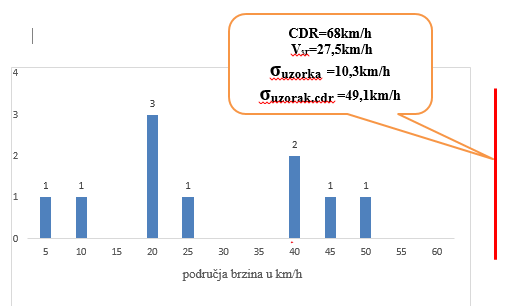 CDR=68km/h
Vsr=27,5km/h
σuzorka =10,3km/h
σuzorak.cdr =49,1km/h
4
3
2
1
0
1 1 3 1 2 1 1
5 10 15 20 25 30 35 40 45 50 55 60
područja brzina u km/h